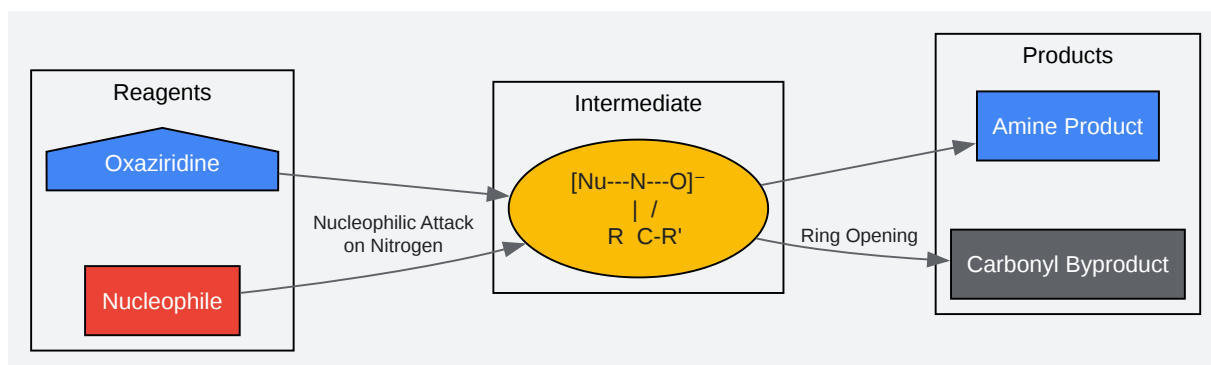 Reagents
Oxaziridine
Nucleophile
Nucleophilic Attack
on Nitrogen
Intermediate
[Nu---N---O]⁻
|  /
R  C-R'
Ring Opening
Products
Amine Product
Carbonyl Byproduct